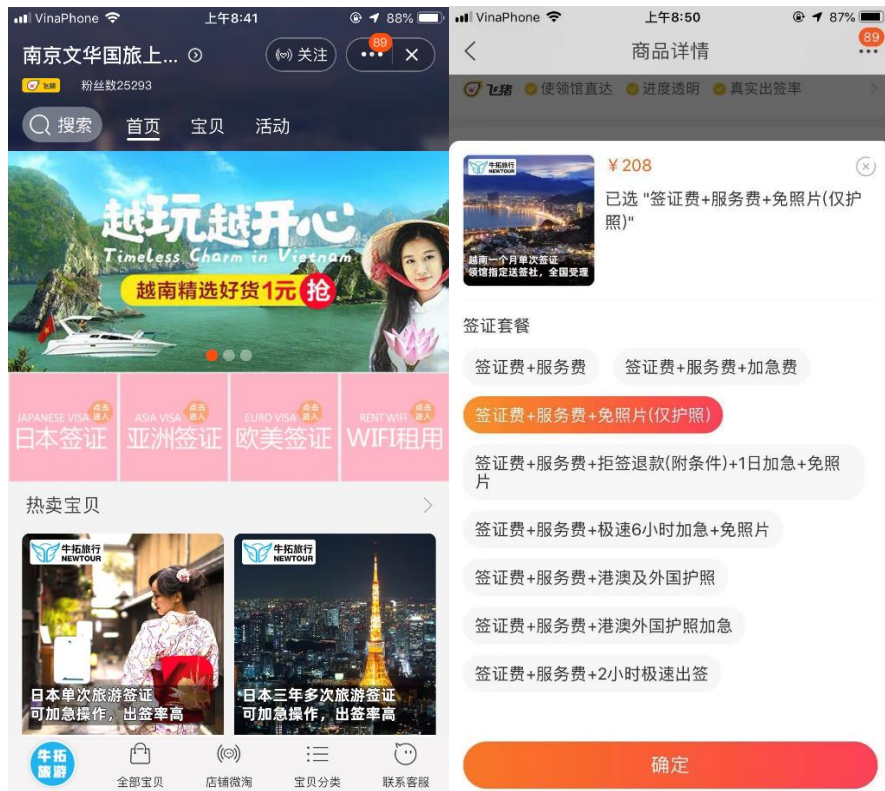 VinaPhone 上午8:41 88%
南京文华国旅上... 关注 89
飞猪 粉丝数25293
搜索 首页 宝贝 活动
越玩越开心
Timeless Charm in Vietnam
越南精选好货1元 抢
JAPANESE VISA 点击进入
日本签证
ASIA VISA 点击进入
亚洲签证
EURO VISA 点击进入
欧美签证
RENT WIFI 点击进入
WIFI租用
热卖宝贝
牛拓旅行
NEWTOUR
日本单次旅游签证
可加急操作，出签率高
牛拓旅行
NEWTOUR
日本三年多次旅游签证
可加急操作，出签率高
牛拓
旅游
全部宝贝
店铺微淘
宝贝分类
联系客服
VinaPhone 上午8:50 87%
商品详情 89
飞猪 使领馆直达 进度透明 真实出签率
牛拓旅行
NEWTOUR
越南一个月单次签证
领馆指定送签社，全国受理
￥208
已选 "签证费+服务费+免照片(仅护
照)"
签证套餐
签证费+服务费
签证费+服务费+加急费
签证费+服务费+免照片(仅护照)
签证费+服务费+拒签退款(附条件)+1日加急+免照
片
签证费+服务费+极速6小时加急+免照片
签证费+服务费+港澳及外国护照
签证费+服务费+港澳外国护照加急
签证费+服务费+2小时极速出签
确定